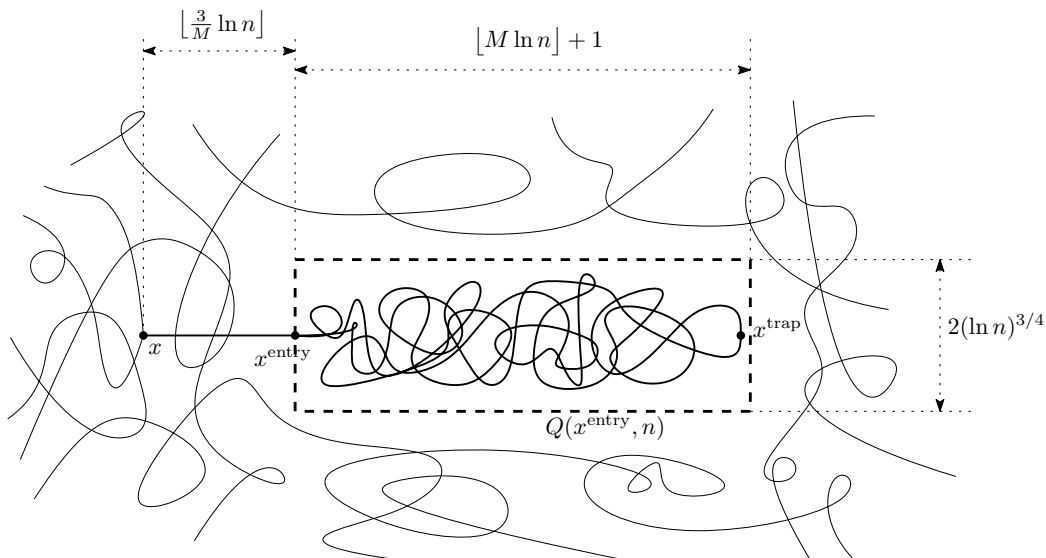 ⌊3/M ln n⌋
⌊M ln n⌋ + 1
x
x^entry
x^trap
2(ln n)^3/4
Q(x^entry, n)